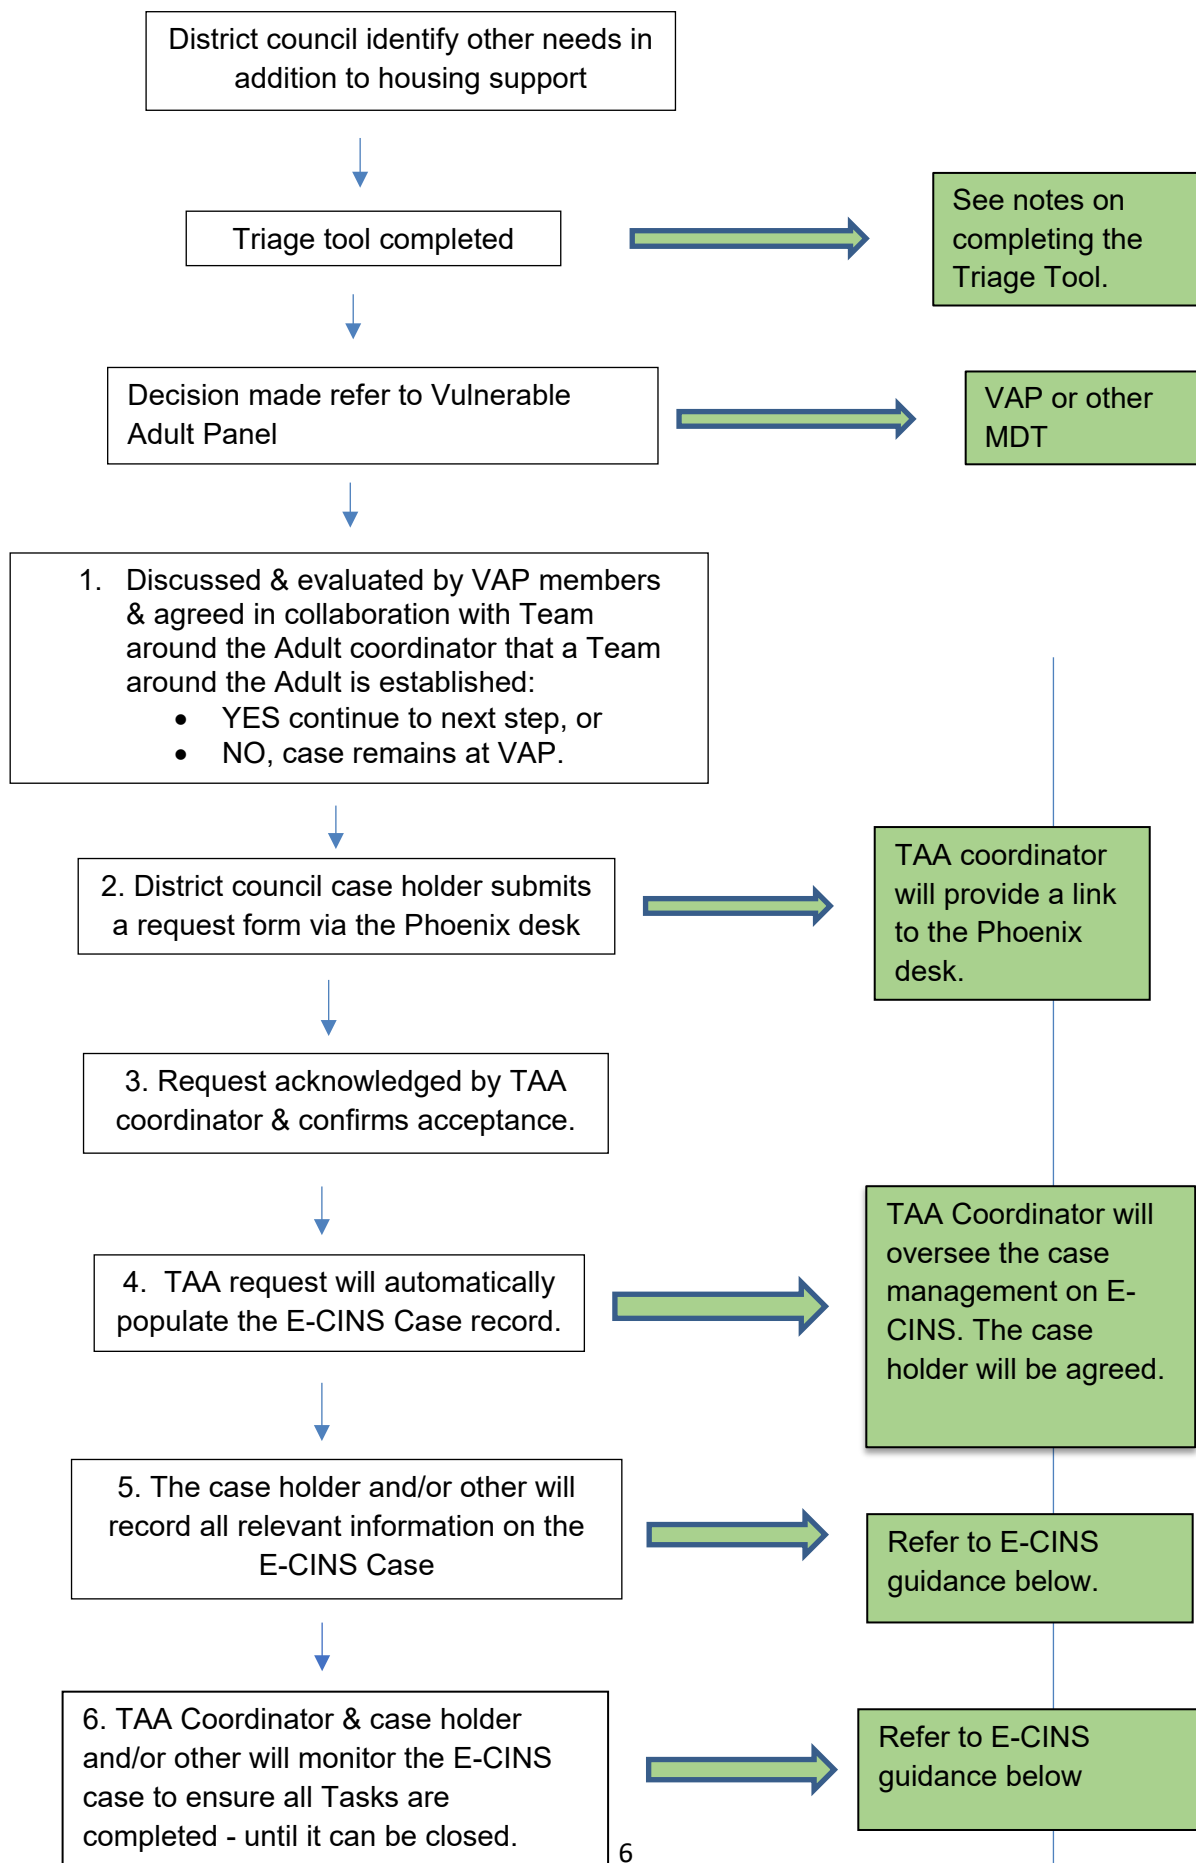 District council identify other needs in
addition to housing support
Triage tool completed
See notes on
completing the
Triage Tool.
Decision made refer to Vulnerable
Adult Panel
VAP or other
MDT
1. Discussed & evaluated by VAP members
& agreed in collaboration with Team
around the Adult coordinator that a Team
around the Adult is established:
• YES continue to next step, or
• NO, case remains at VAP.
2. District council case holder submits
a request form via the Phoenix desk
TAA coordinator
will provide a link
to the Phoenix
desk.
3. Request acknowledged by TAA
coordinator & confirms acceptance.
4. TAA request will automatically
populate the E-CINS Case record.
TAA Coordinator will
oversee the case
management on E-
CINS. The case
holder will be agreed.
5. The case holder and/or other will
record all relevant information on the
E-CINS Case
Refer to E-CINS
guidance below.
6. TAA Coordinator & case holder
and/or other will monitor the E-CINS
case to ensure all Tasks are
completed - until it can be closed.
Refer to E-CINS
guidance below
6